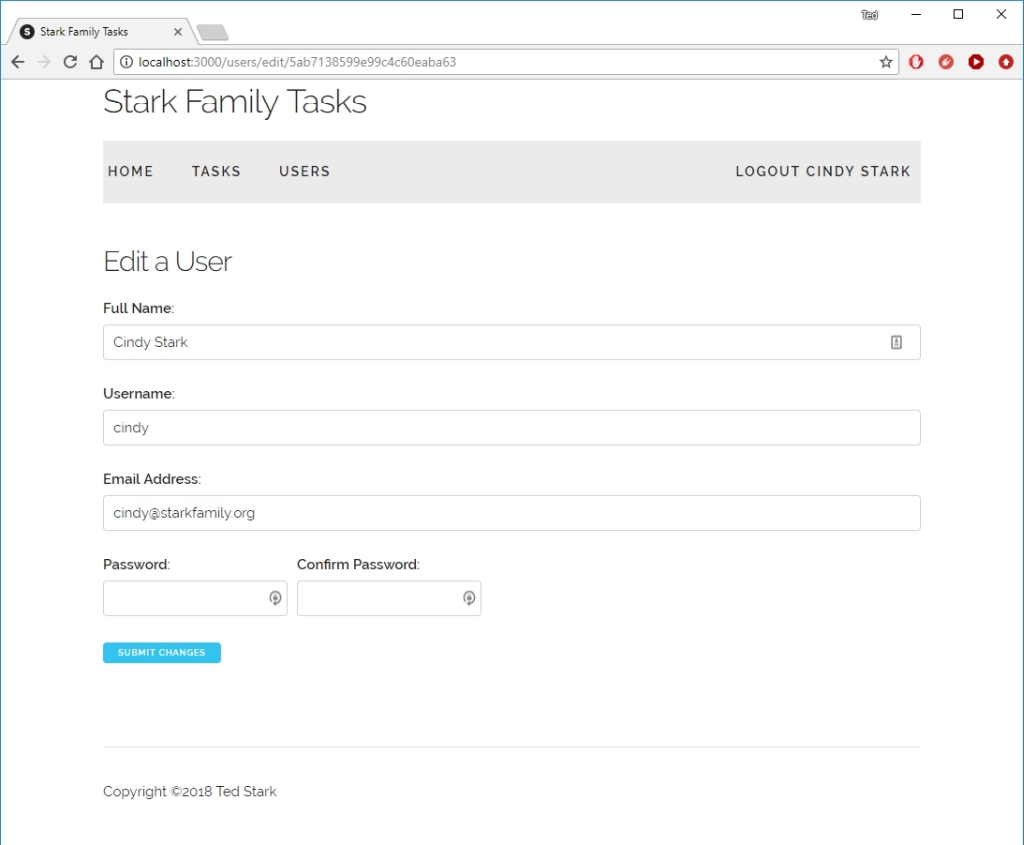 Ted
Stark Family Tasks
localhost:3000/users/edit/5ab7138599e99c4c60eaba63
Stark Family Tasks
HOME TASKS USERS LOGOUT CINDY STARK
Edit a User
Full Name:
Cindy Stark
Username:
cindy
Email Address:
cindy@starkfamily.org
Password: Confirm Password:
SUBMIT CHANGES
Copyright ©2018 Ted Stark